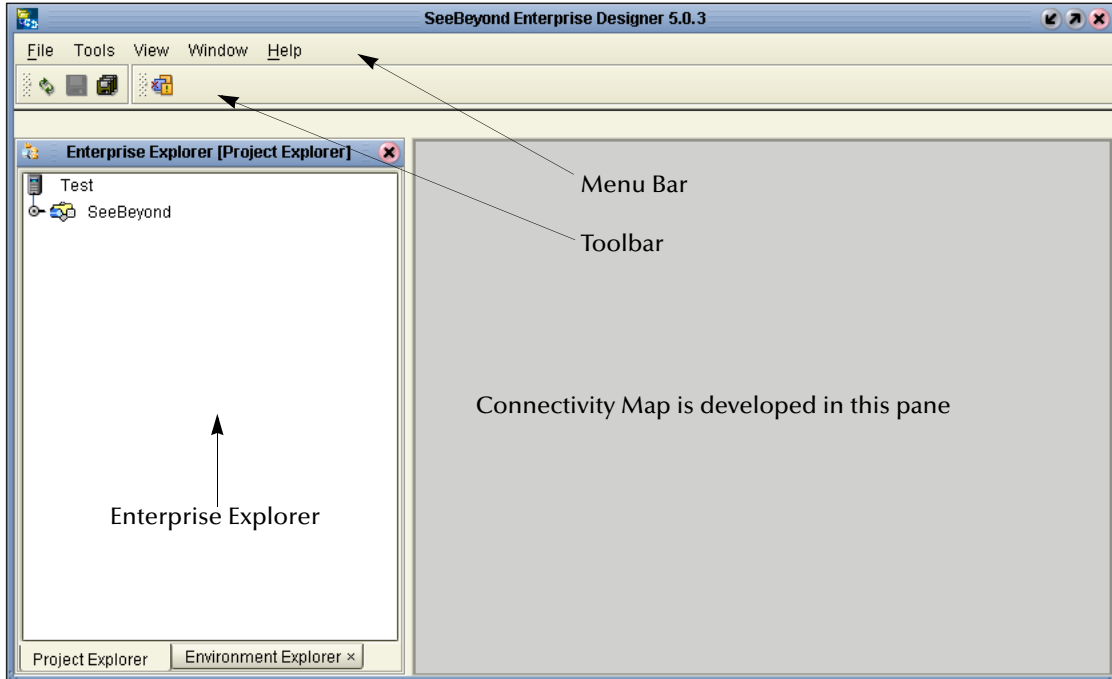 SeeBeyond Enterprise Designer 5.0.3
File Tools View Window Help
Enterprise Explorer [Project Explorer]
Test
SeeBeyond
Menu Bar
Toolbar
Connectivity Map is developed in this pane
Enterprise Explorer
Project Explorer Environment Explorer ×